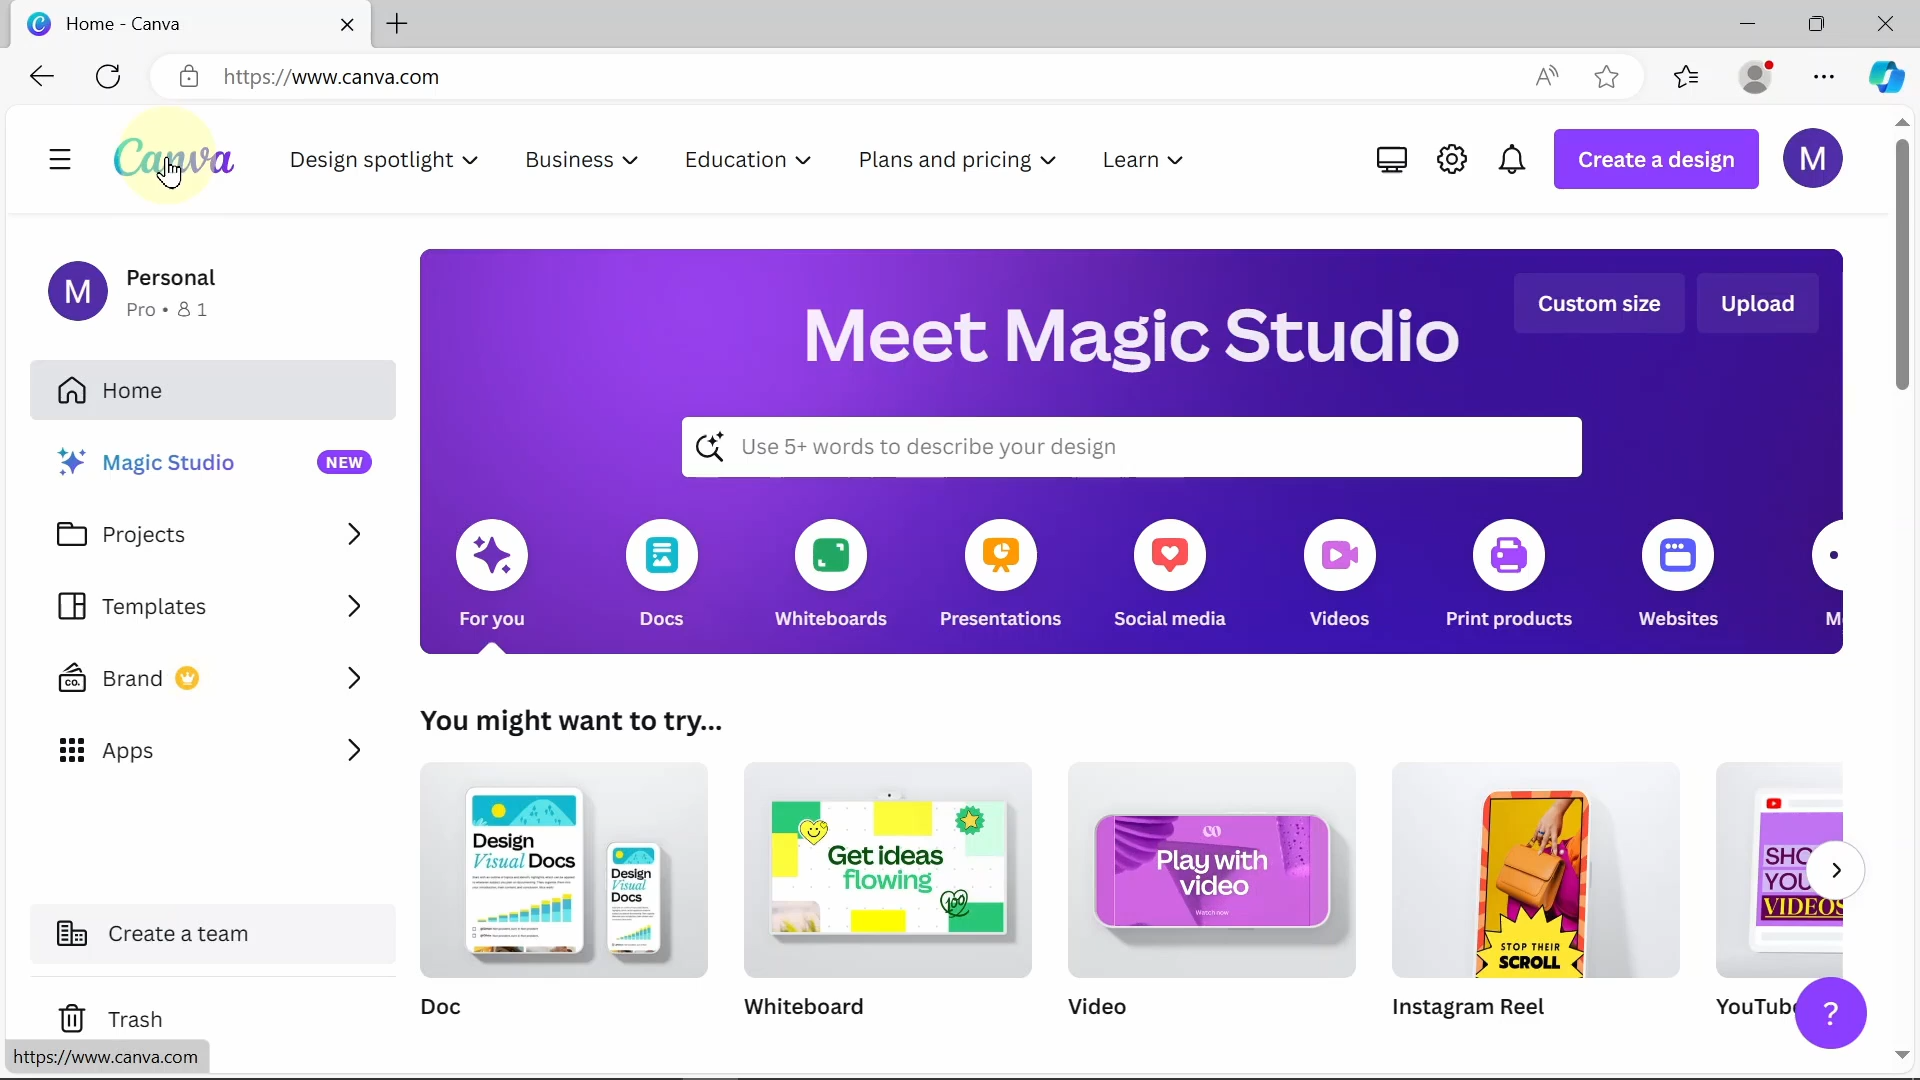 Home - Canva
https://www.canva.com
Canva
Design spotlight
Business
Education
Plans and pricing
Learn
Create a design
M
M
Personal
Pro • 1
Home
Magic Studio NEW
Projects
Templates
Brand
Apps
Create a team
Trash
https://www.canva.com
Meet Magic Studio
Custom size
Upload
Use 5+ words to describe your design
For you
Docs
Whiteboards
Presentations
Social media
Videos
Print products
Websites
You might want to try...
Design
Visual Docs
Design
Visual
Docs
Doc
Get ideas
flowing
100
Whiteboard
Play with
video
Watch now
Video
STOP THEIR
SCROLL
Instagram Reel
VIDEOS
?